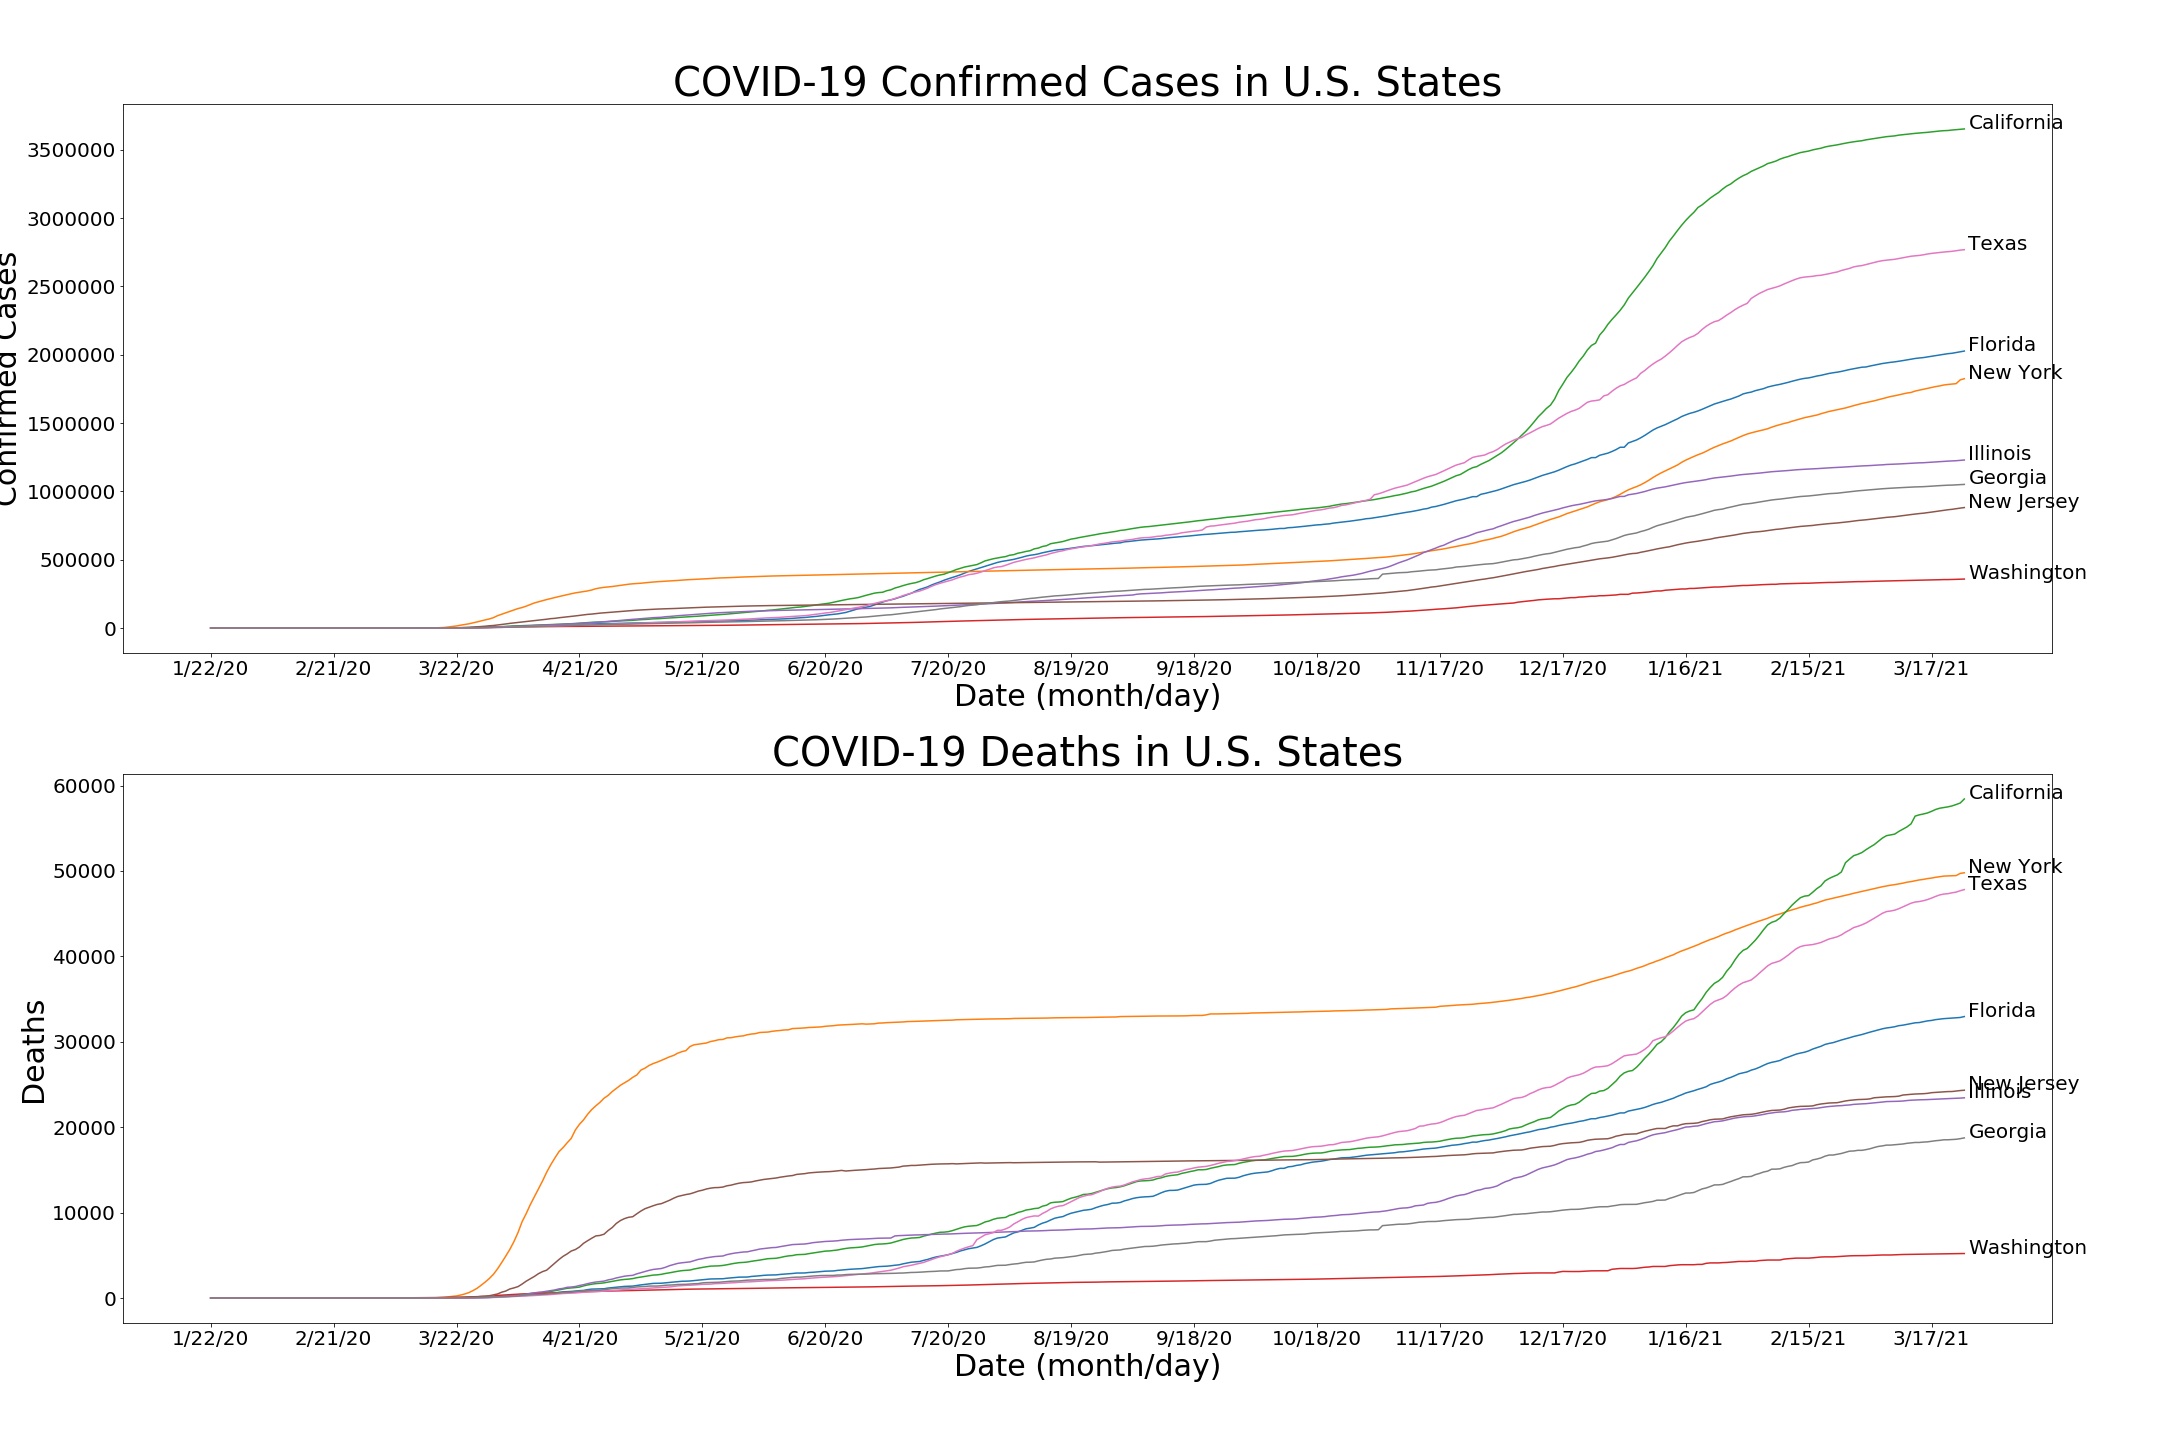 COVID-19 Confirmed Cases in U.S. States
Confirmed Cases
3500000
3000000
2500000
2000000
1500000
1000000
500000
0
California
Texas
Florida
New York
Illinois
Georgia
New Jersey
Washington
1/22/20 2/21/20 3/22/20 4/21/20 5/21/20 6/20/20 7/20/20 8/19/20 9/18/20 10/18/20 11/17/20 12/17/20 1/16/21 2/15/21 3/17/21
Date (month/day)
COVID-19 Deaths in U.S. States
Deaths
60000
50000
40000
30000
20000
10000
0
California
New York
Texas
Florida
New Jersey
Illinois
Georgia
Washington
1/22/20 2/21/20 3/22/20 4/21/20 5/21/20 6/20/20 7/20/20 8/19/20 9/18/20 10/18/20 11/17/20 12/17/20 1/16/21 2/15/21 3/17/21
Date (month/day)